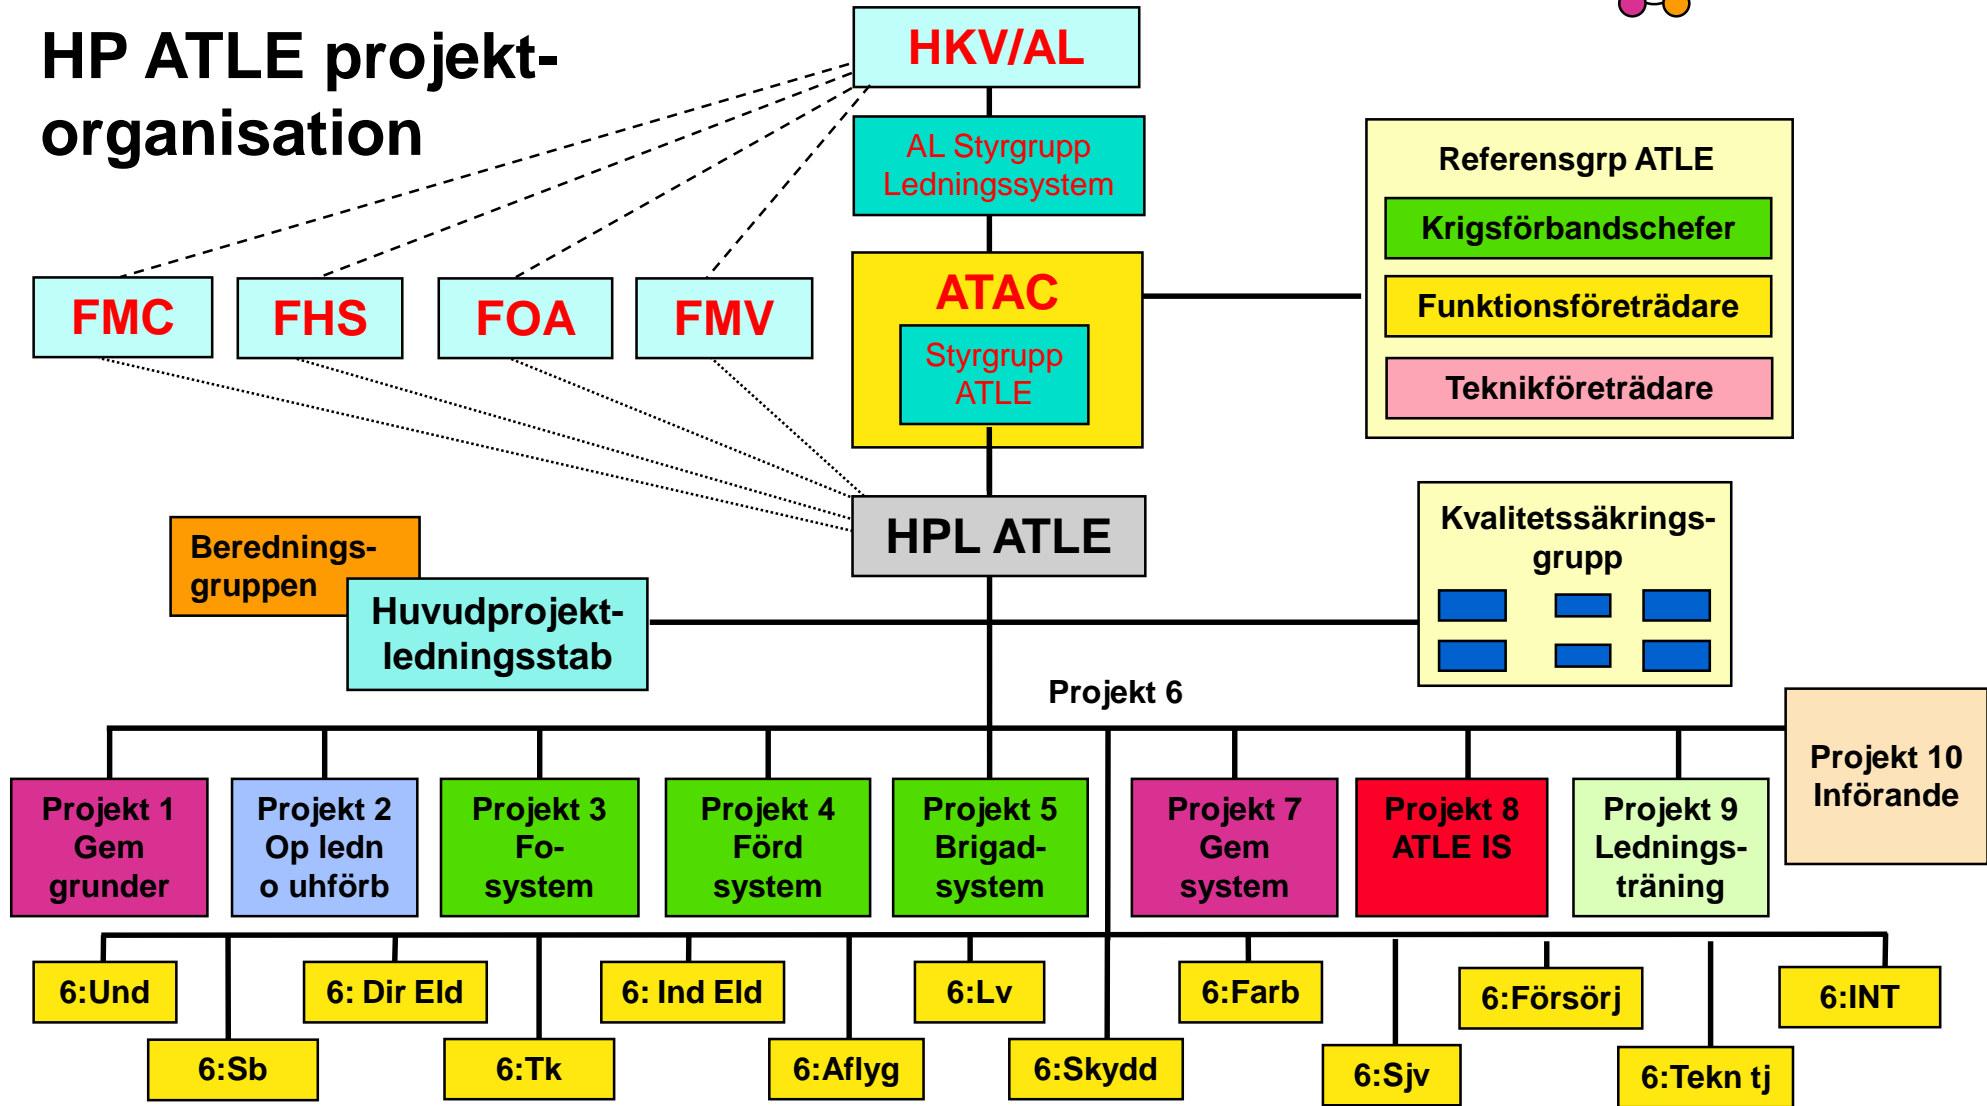 HP ATLE projekt-
organisation
HKV/AL
AL Styrgrupp
Ledningssystem
Referensgrp ATLE
Krigsförbandschefer
Funktionsföreträdare
Teknikföreträdare
FMC
FHS
FOA
FMV
ATAC
Styrgrupp
ATLE
HPL ATLE
Kvalitetssäkrings-
grupp
Berednings-
gruppen
Huvudprojekt-
ledningsstab
Projekt 6
Projekt 1
Gem
grunder
Projekt 2
Op ledn
o uhförb
Projekt 3
Fo-
system
Projekt 4
Förd
system
Projekt 5
Brigad-
system
Projekt 7
Gem
system
Projekt 8
ATLE IS
Projekt 9
Lednings-
träning
Projekt 10
Införande
6:Und
6: Dir Eld
6: Ind Eld
6:Lv
6:Farb
6:Försörj
6:INT
6:Sb
6:Tk
6:Aflyg
6:Skydd
6:Sjv
6:Tekn tj